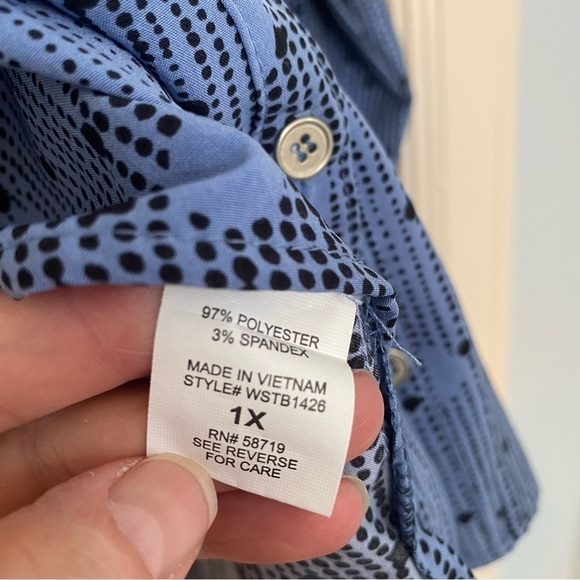 97% POLYESTER
3% SPANDEX
MADE IN VIETNAM
STYLE# WSTB1426
1X
RN# 58719
SEE REVERSE
FOR CARE